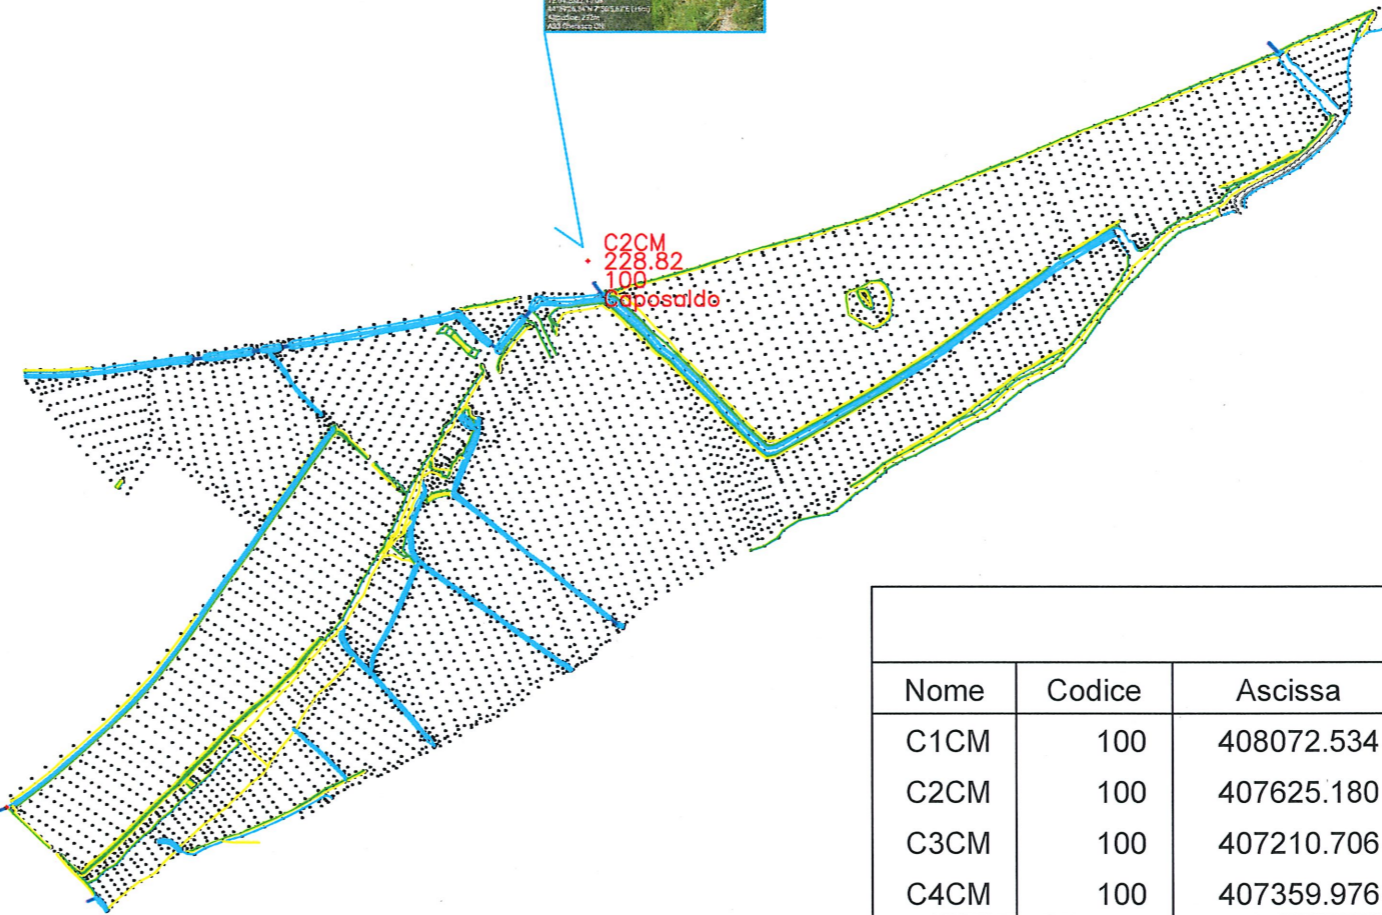 C2CM
228.82
100
Caposaldo
Nome Codice Ascissa
C1CM 100 408072.534
C2CM 100 407625.180
C3CM 100 407210.706
C4CM 100 407359.976